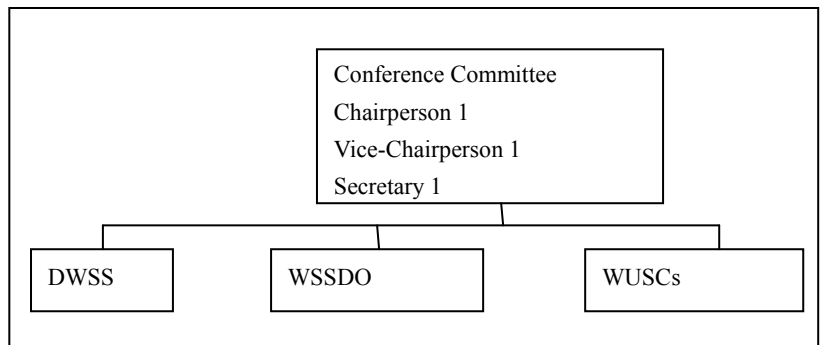 Conference Committee
Chairperson 1
Vice-Chairperson 1
Secretary 1
DWSS
WSSDO
WUSCs